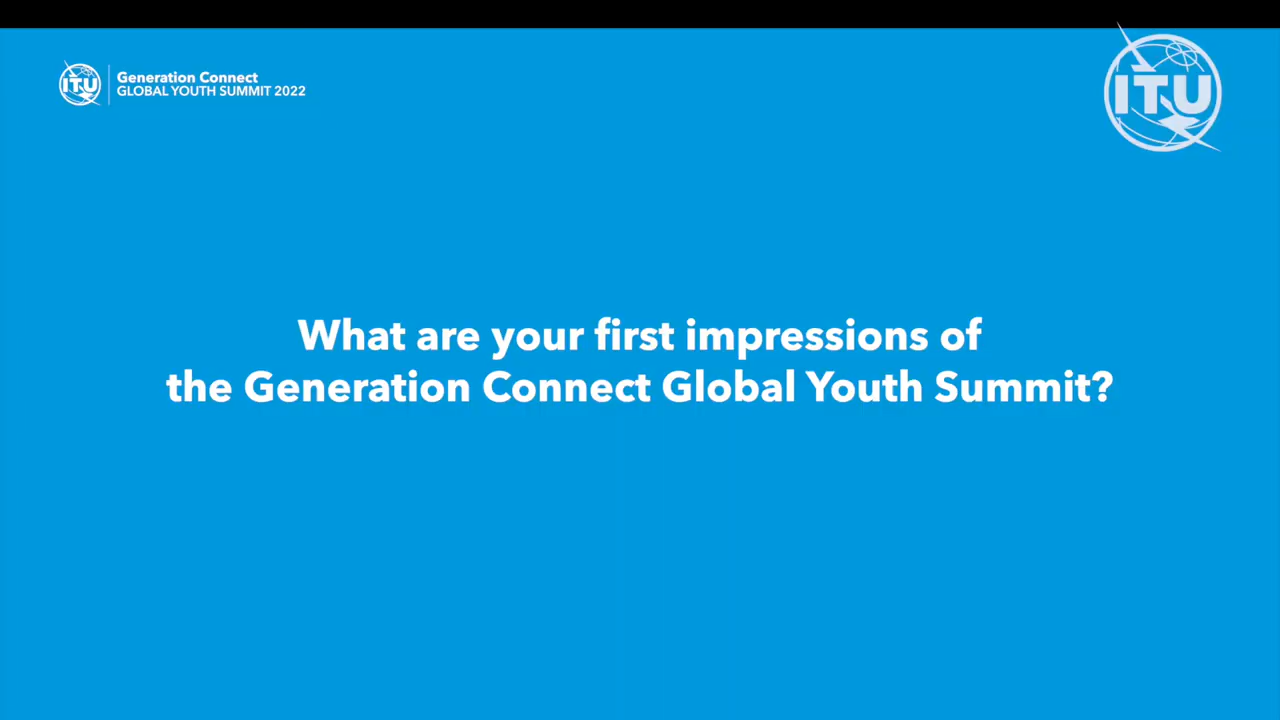 ITU
Generation Connect
GLOBAL YOUTH SUMMIT 2022
ITU
What are your first impressions of
the Generation Connect Global Youth Summit?